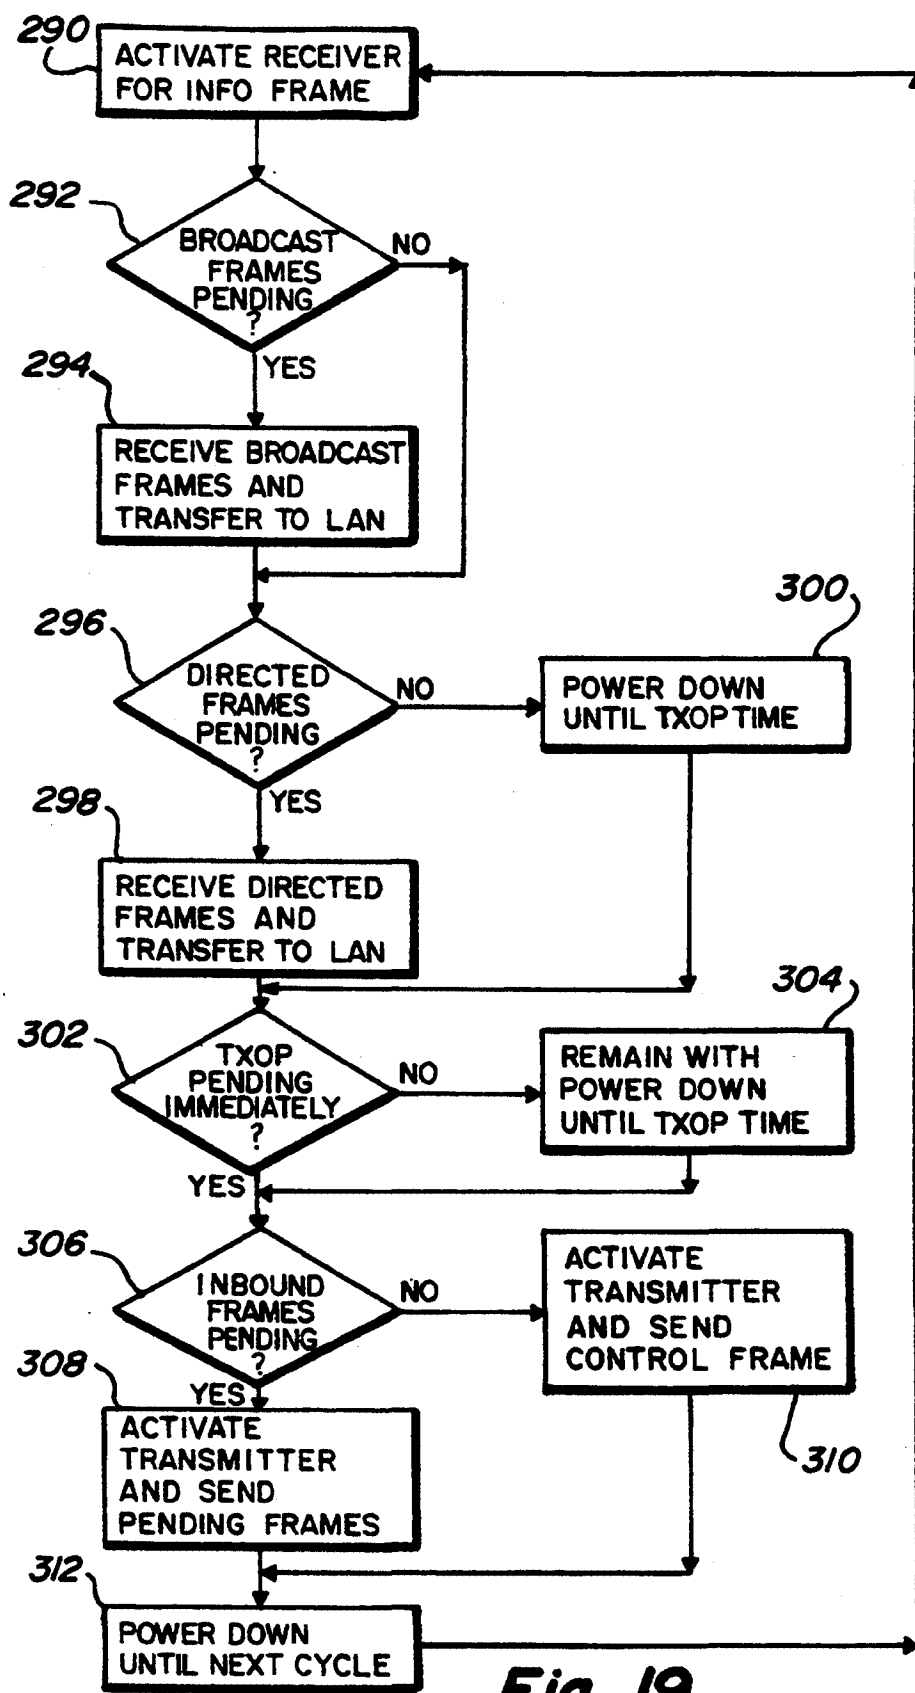 290
ACTIVATE RECEIVER
FOR INFO FRAME
292
BROADCAST
FRAMES
PENDING
?
NO
YES
294
RECEIVE BROADCAST
FRAMES AND
TRANSFER TO LAN
296
DIRECTED
FRAMES
PENDING
?
NO
YES
300
POWER DOWN
UNTIL TXOP TIME
298
RECEIVE DIRECTED
FRAMES AND
TRANSFER TO LAN
302
TXOP
PENDING
IMMEDIATELY
?
NO
YES
304
REMAIN WITH
POWER DOWN
UNTIL TXOP TIME
306
INBOUND
FRAMES
PENDING
?
NO
YES
310
ACTIVATE
TRANSMITTER
AND SEND
CONTROL FRAME
308
ACTIVATE
TRANSMITTER
AND SEND
PENDING FRAMES
312
POWER DOWN
UNTIL NEXT CYCLE
Fig. 19